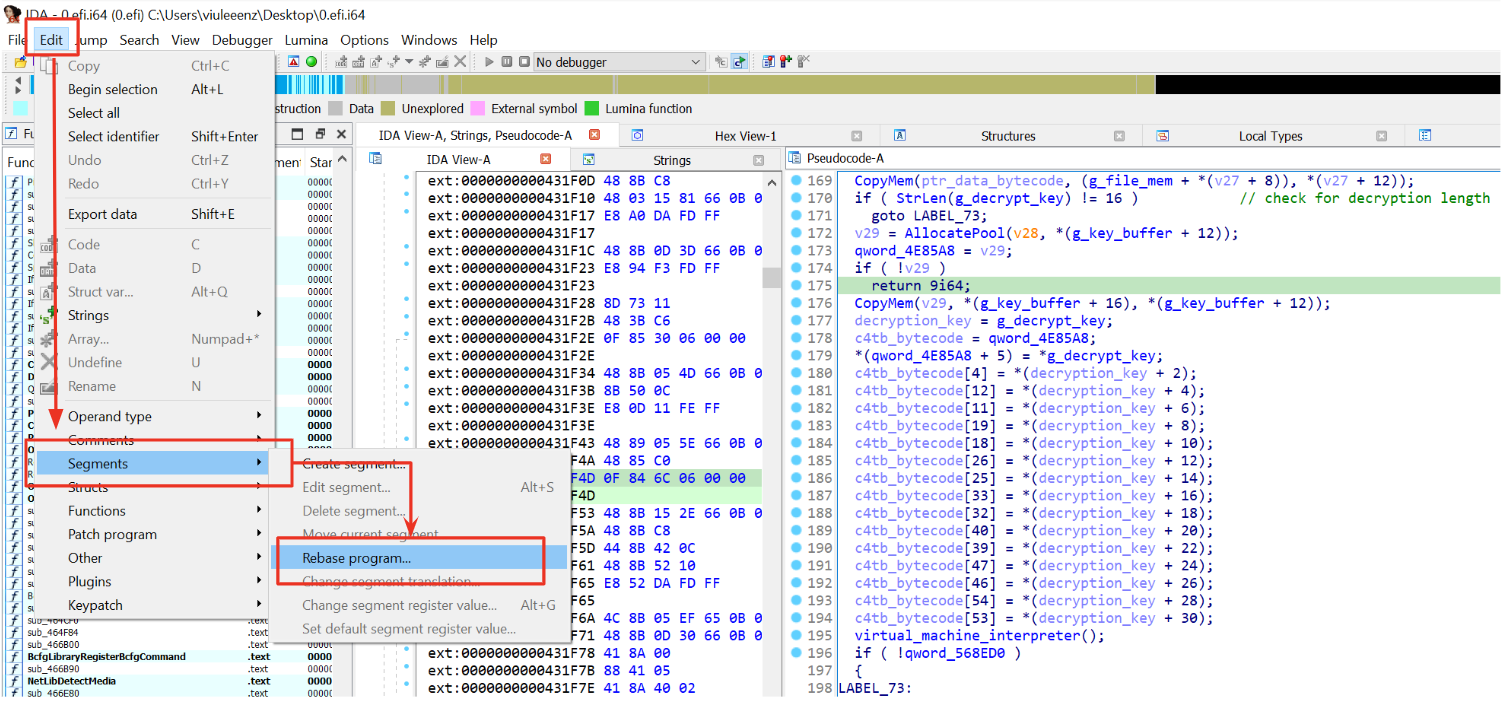 IDA - 0.efi.i64 (0.efi) C:\Users\viuleeenz\Desktop\0.efi.i64
File Edit Jump Search View Debugger Lumina Options Windows Help
No debugger
Copy Ctrl+C
Begin selection Alt+L
Select all
Select identifier Shift+Enter
Undo Ctrl+Z
Redo Ctrl+Y
Export data Shift+E
Code C
Data D
Struct var... Alt+Q
Strings
Array... Numpad+*
Undefine U
Rename N
Operand type
Comments
Segments
Structs
Functions
Patch program
Other
Plugins
Keypatch
Create segment...
Edit segment... Alt+S
Delete segment...
Move current segment
Rebase program...
Change segment translation...
Change segment register value... Alt+G
Set default segment register value...
struction Data Unexplored External symbol Lumina function
IDA View-A, Strings, Pseudocode-A Hex View-1 Structures Local Types
IDA View-A Strings Pseudocode-A
sub_464F84 .text 0000
sub_466B00 .text 0000
BcfgLibraryRegisterBcfgCommand .text 0000
sub_466B90 .text 0000
NetLibDetectMedia .text 0000
sub_466E80 .text 0000
ext:0000000000431F0D 48 8B C8
ext:0000000000431F10 48 03 15 81 66 0B 0
ext:0000000000431F17 E8 A0 DA FD FF
ext:0000000000431F17
ext:0000000000431F1C 48 8B 0D 3D 66 0B 0
ext:0000000000431F23 E8 94 F3 FD FF
ext:0000000000431F23
ext:0000000000431F28 8D 73 11
ext:0000000000431F2B 48 3B C6
ext:0000000000431F2E 0F 85 30 06 00 00
ext:0000000000431F2E
ext:0000000000431F34 48 8B 05 4D 66 0B 0
ext:0000000000431F3B 8B 50 0C
ext:0000000000431F3E E8 0D 11 FE FF
ext:0000000000431F3E
ext:0000000000431F43 48 89 05 5E 66 0B 0
F4A 48 85 C0
F4D 0F 84 6C 06 00 00
F4D
F53 48 8B 15 2E 66 0B 0
F5A 48 8B C8
F5D 44 8B 42 0C
F61 48 8B 52 10
F65 E8 52 DA FD FF
F65
F6A 4C 8B 05 EF 65 0B 0
F71 48 8B 0D 30 66 0B 0
ext:0000000000431F78 41 8A 00
ext:0000000000431F7B 88 41 05
ext:0000000000431F7E 41 8A 40 02
169 CopyMem(ptr_data_bytecode, (g_file_mem + *(v27 + 8)), *(v27 + 12));
170 if ( StrLen(g_decrypt_key) != 16 ) // check for decryption length
171 goto LABEL_73;
172 v29 = AllocatePool(v28, *(g_key_buffer + 12));
173 qword_4E85A8 = v29;
174 if ( !v29 )
175 return 9i64;
176 CopyMem(v29, *(g_key_buffer + 16), *(g_key_buffer + 12));
177 decryption_key = g_decrypt_key;
178 c4tb_bytecode = qword_4E85A8;
179 *(qword_4E85A8 + 5) = *g_decrypt_key;
180 c4tb_bytecode[4] = *(decryption_key + 2);
181 c4tb_bytecode[12] = *(decryption_key + 4);
182 c4tb_bytecode[11] = *(decryption_key + 6);
183 c4tb_bytecode[19] = *(decryption_key + 8);
184 c4tb_bytecode[18] = *(decryption_key + 10);
185 c4tb_bytecode[26] = *(decryption_key + 12);
186 c4tb_bytecode[25] = *(decryption_key + 14);
187 c4tb_bytecode[33] = *(decryption_key + 16);
188 c4tb_bytecode[32] = *(decryption_key + 18);
189 c4tb_bytecode[40] = *(decryption_key + 20);
190 c4tb_bytecode[39] = *(decryption_key + 22);
191 c4tb_bytecode[47] = *(decryption_key + 24);
192 c4tb_bytecode[46] = *(decryption_key + 26);
193 c4tb_bytecode[54] = *(decryption_key + 28);
194 c4tb_bytecode[53] = *(decryption_key + 30);
195 virtual_machine_interpreter();
196 if ( !qword_568ED0 )
197 {
198 LABEL_73: